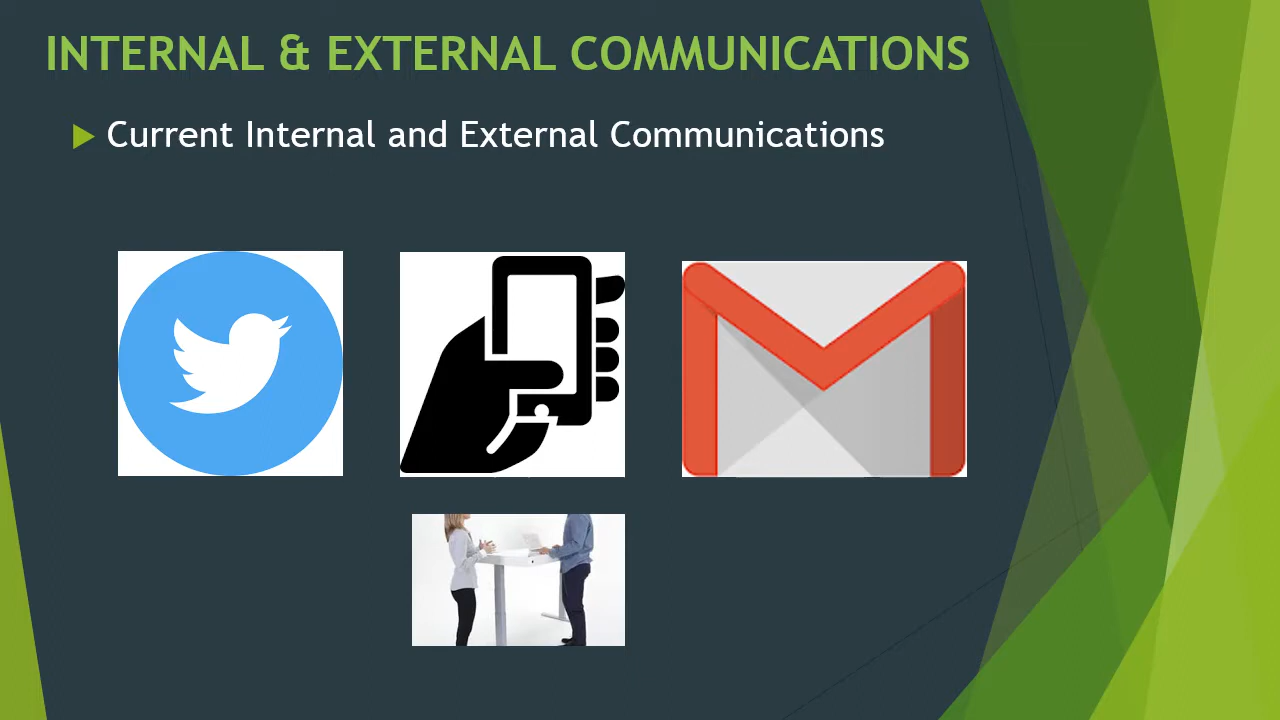 INTERNAL & EXTERNAL COMMUNICATIONS
Current Internal and External Communications